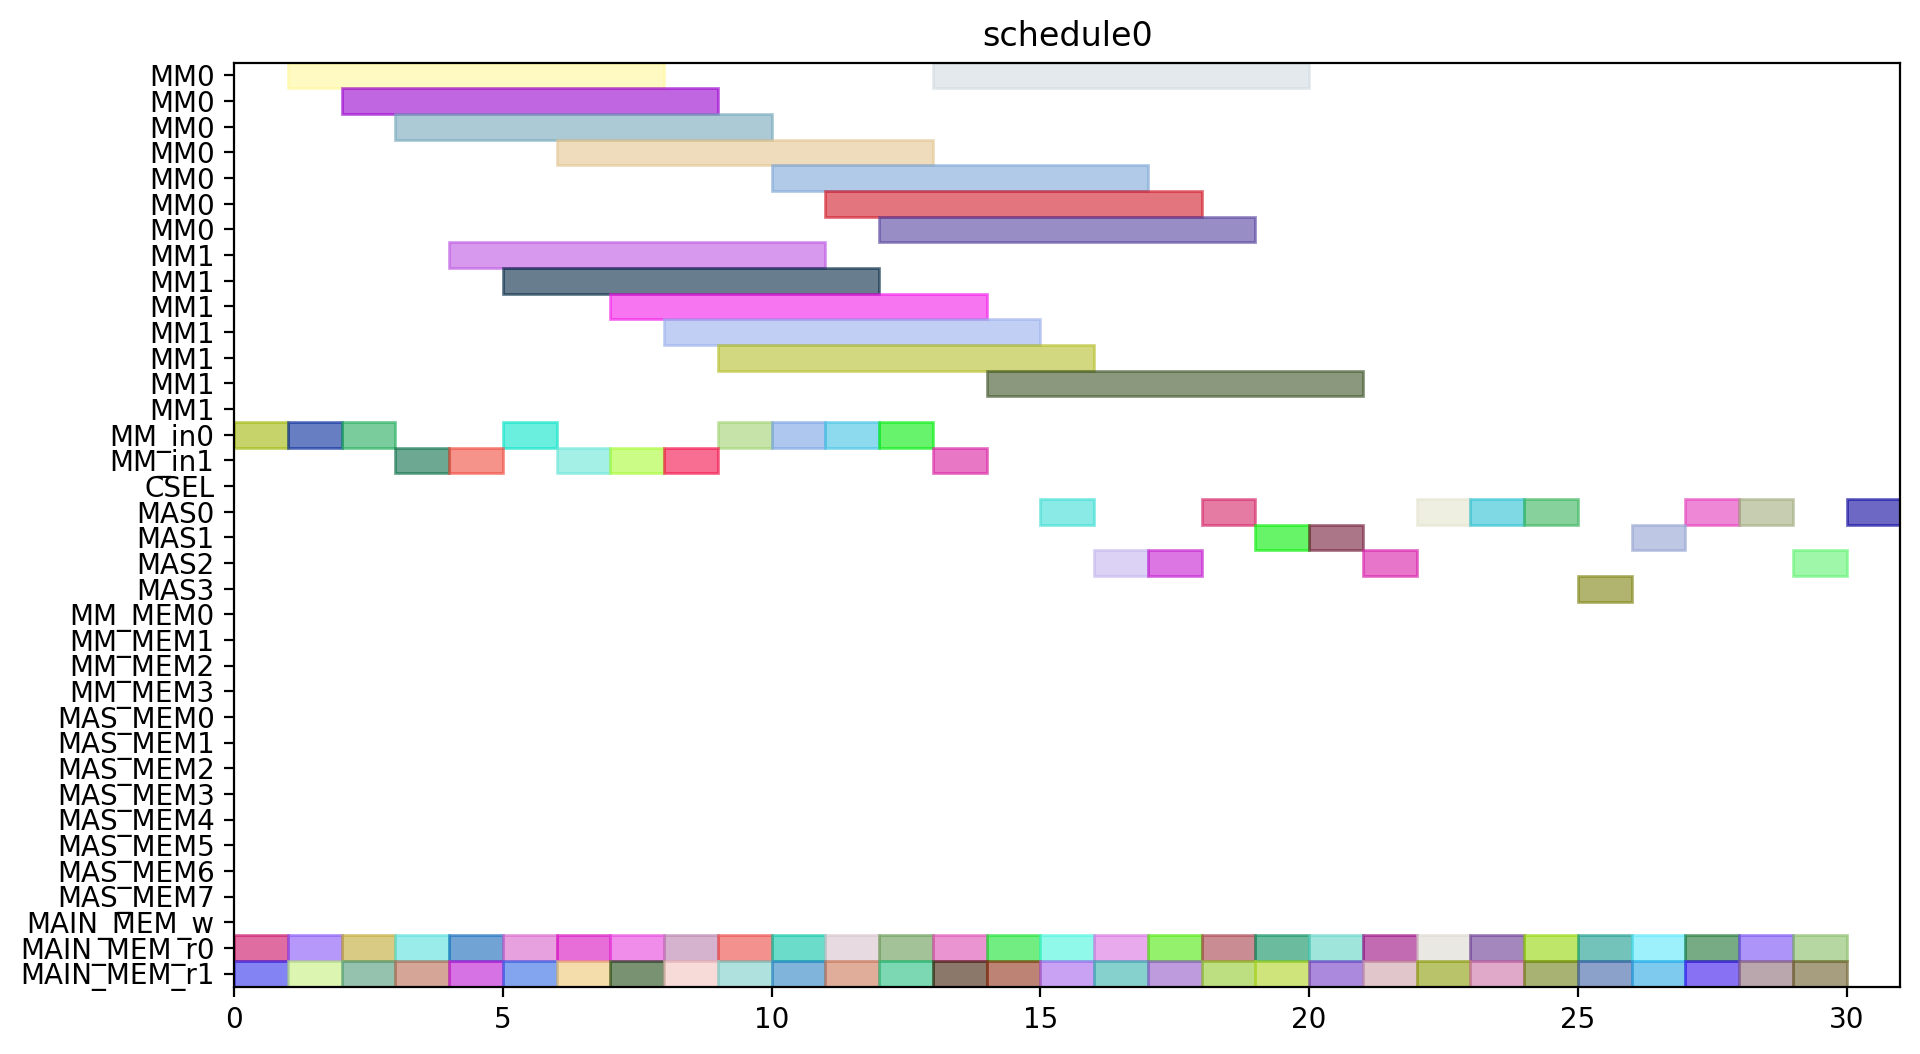 schedule0
MM0
MM0
MM0
MM0
MM0
MM0
MM0
MM1
MM1
MM1
MM1
MM1
MM1
MM1
MM_in0
MM_in1
CSEL
MAS0
MAS1
MAS2
MAS3
MM_MEM0
MM_MEM1
MM_MEM2
MM_MEM3
MAS_MEM0
MAS_MEM1
MAS_MEM2
MAS_MEM3
MAS_MEM4
MAS_MEM5
MAS_MEM6
MAS_MEM7
MAIN_MEM_w
MAIN_MEM_r0
MAIN_MEM_r1
0 5 10 15 20 25 30